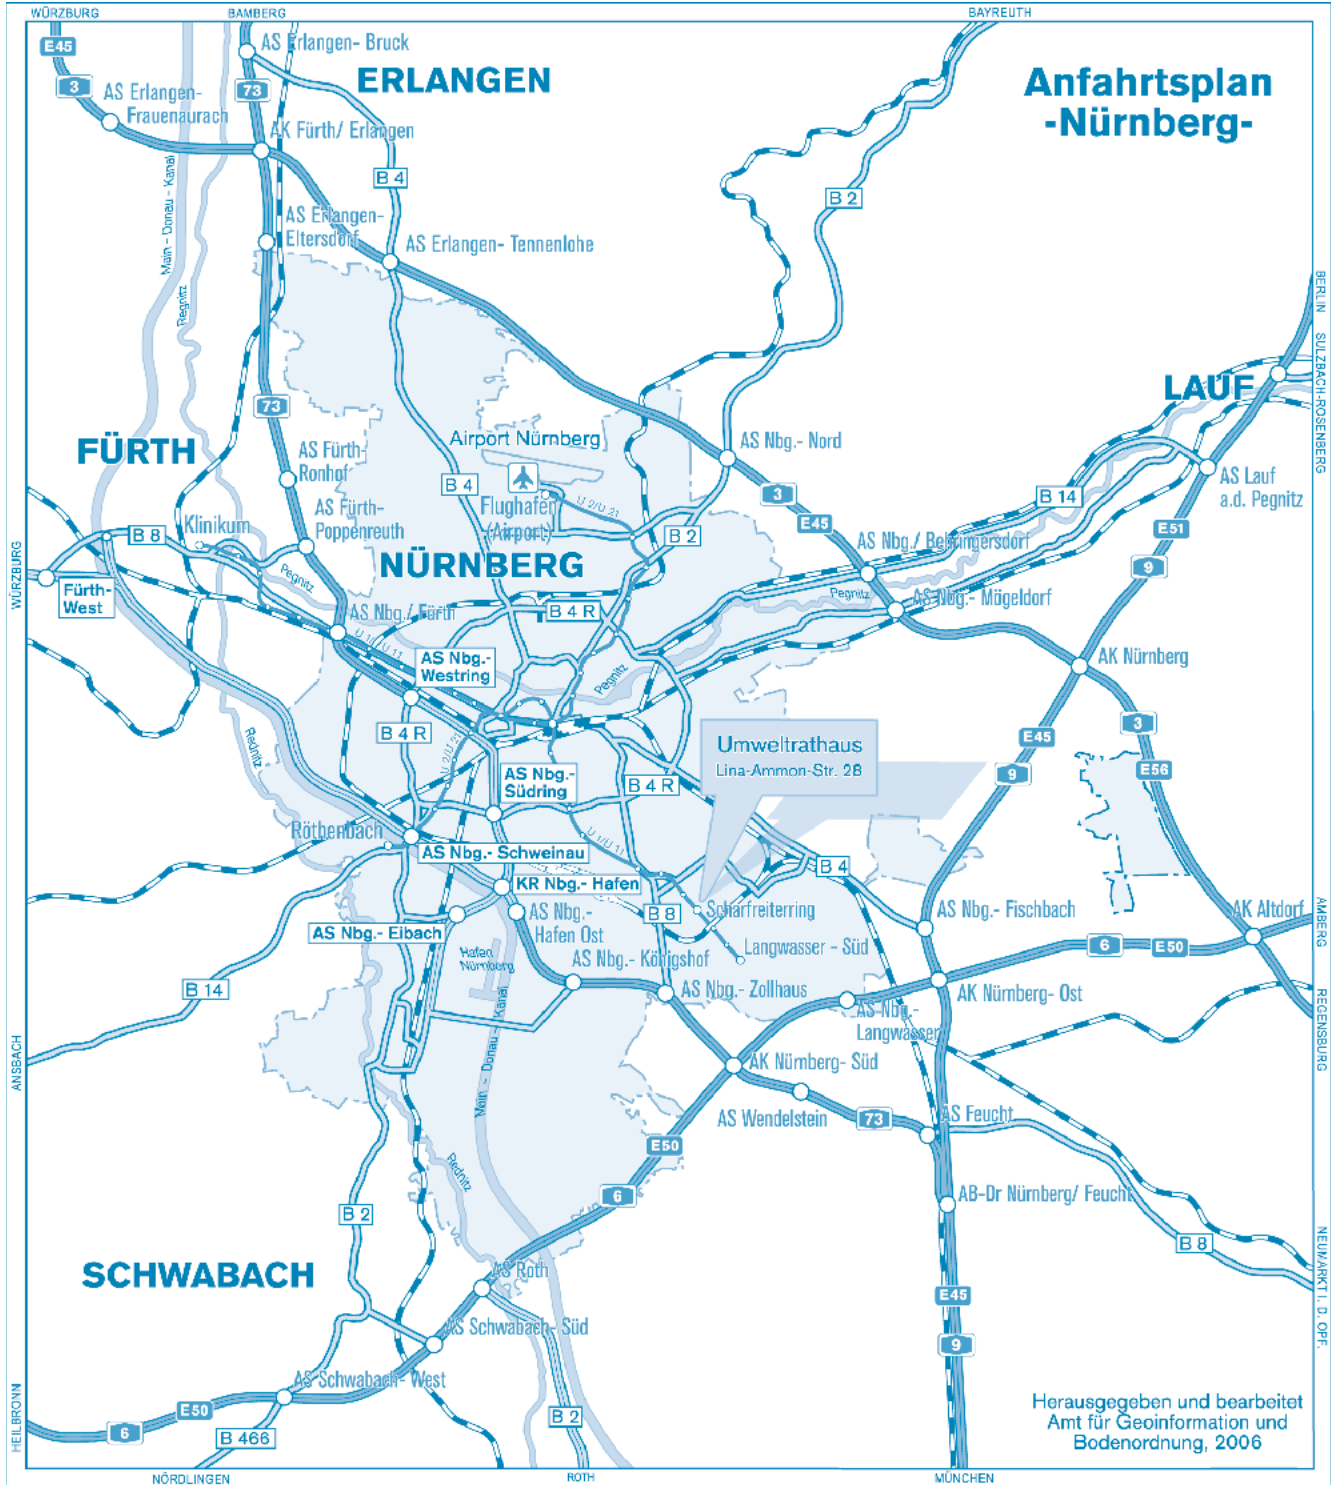 WÜRZBURG
BAMBERG
BAYREUTH
E45
AS Erlangen- Bruck
ERLANGEN
Anfahrtsplan
-Nürnberg-
3
73
AS Erlangen-
Frauenaurach
AK Fürth/ Erlangen
B 4
B 2
Main - Donau - Kanal
Regnitz
AS Erlangen-
Eltersdorf
AS Erlangen- Tennenlohe
BERLIN
SULZBACH-ROSENBERG
LAUF
73
FÜRTH
AS Fürth-
Ronhof
Airport Nürnberg
AS Nbg.- Nord
B 4
Flughafen
(Airport)
U 2/U 21
3
E45
B 14
AS Lauf
a.d. Pegnitz
AS Fürth-
Poppenreuth
Klinikum
B 8
B 2
E51
9
AS Nbg./ Behringersdorf
WÜRZBURG
NÜRNBERG
Fürth-
West
Pegnitz
Pegnitz
AS Nbg.- Mögeldorf
AS Nbg./ Fürth
B 4 R
U 1/U 11
AS Nbg.-
Westring
Pegnitz
AK Nürnberg
B 4 R
Rednitz
U 2/U 21
Umweltrathaus
Lina-Ammon-Str. 28
E45
3
9
E56
AS Nbg.-
Südring
B 4 R
Röthenbach
U 1/U 11
AS Nbg.- Schweinau
B 4
KR Nbg.- Hafen
AS Nbg.-
Hafen Ost
B 8
Scharfreiterring
AS Nbg.- Fischbach
AK Altdorf
AMBERG
AS Nbg.- Eibach
Hafen
Nürnberg
Langwasser - Süd
6
E50
AS Nbg.- Königshof
B 14
AS Nbg.- Zollhaus
AK Nürnberg- Ost
AS Nbg.-
Langwasser
REGENSBURG
ANSBACH
Main - Donau - Kanal
AK Nürnberg- Süd
AS Wendelstein
73
AS Feucht
E50
Rednitz
6
AB-Dr Nürnberg/ Feucht
B 2
B 8
NEUMARKT I. D. OPF.
SCHWABACH
AS Roth
E45
AS Schwabach- Süd
9
AS Schwabach- West
HEILBRONN
E50
6
B 466
B 2
Herausgegeben und bearbeitet
Amt für Geoinformation und
Bodenordnung, 2006
NÖRDLINGEN
ROTH
MÜNCHEN